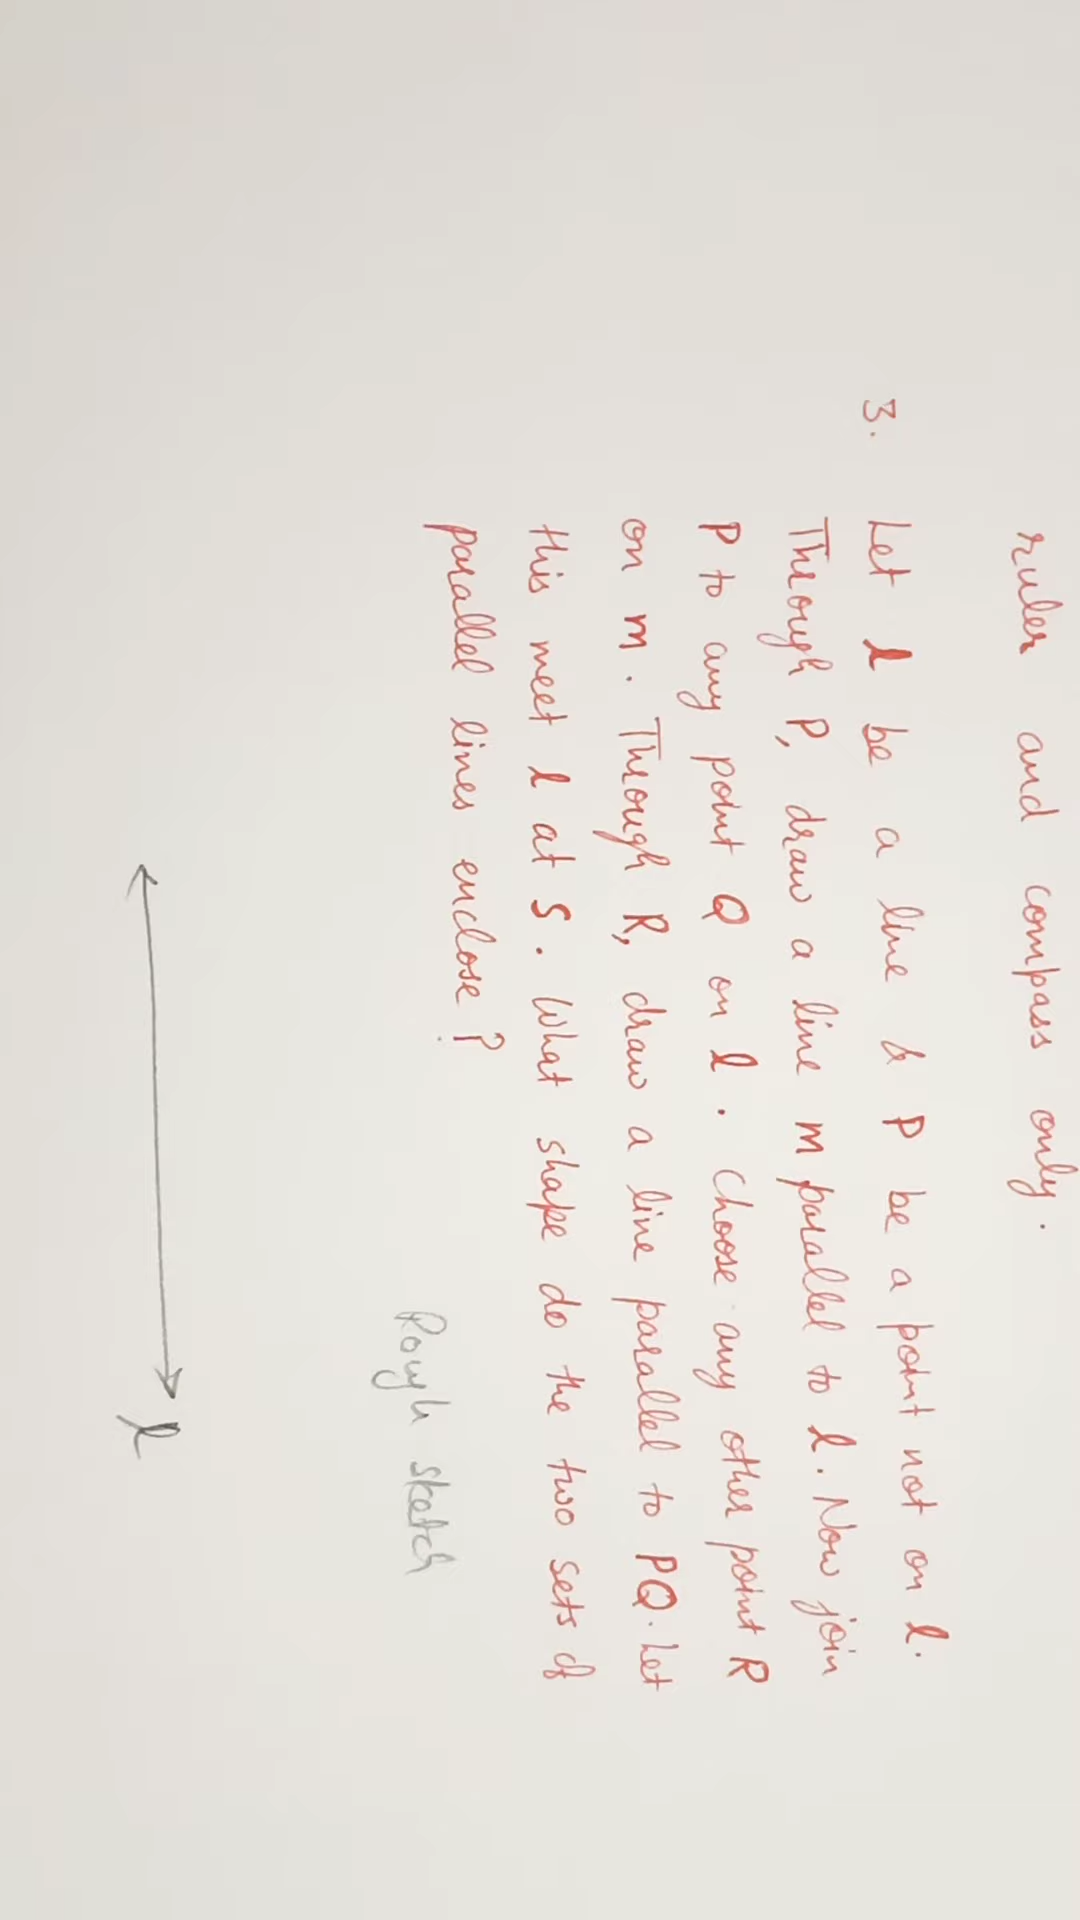 ruler and compass only.
3. Let l be a line & P be a point not on l.
Through P, draw a line m parallel to l. Now join
P to any point Q on l. Choose any other point R
on m. Through R, draw a line parallel to PQ. Let
this meet l at S. What shape do the two sets of
parallel lines enclose?
Rough sketch
l